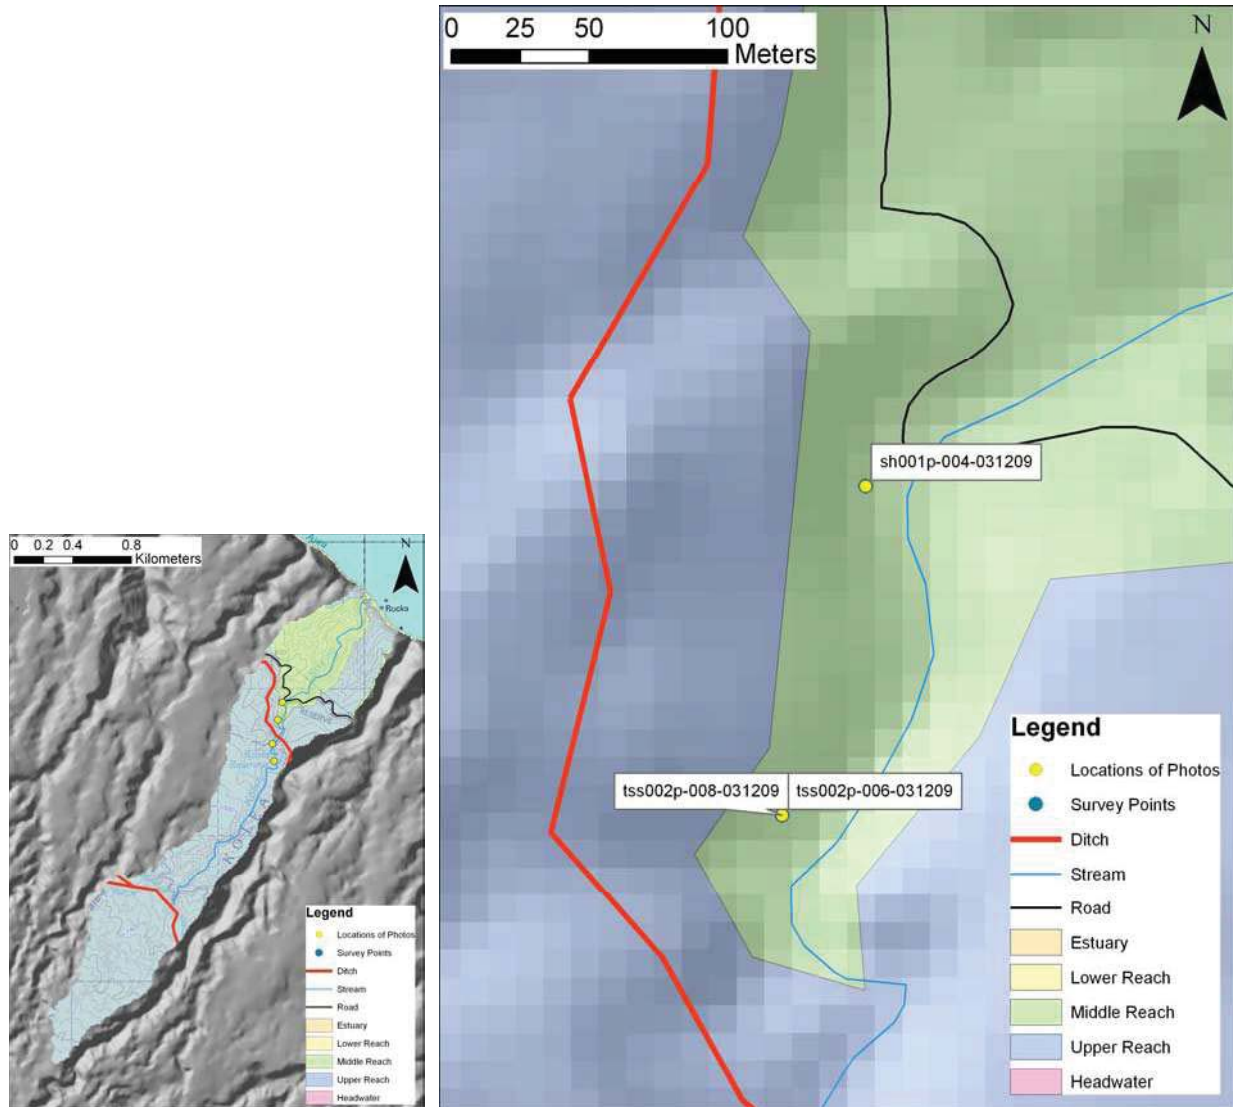 0 0.2 0.4 0.8
Kilometers
N
Rocks
K O L E A
Legend
Locations of Photos
Survey Points
Ditch
Stream
Road
Estuary
Lower Reach
Middle Reach
Upper Reach
Headwater
0 25 50 100
Meters
N
sh001p-004-031209
tss002p-008-031209
tss002p-006-031209
Legend
Locations of Photos
Survey Points
Ditch
Stream
Road
Estuary
Lower Reach
Middle Reach
Upper Reach
Headwater